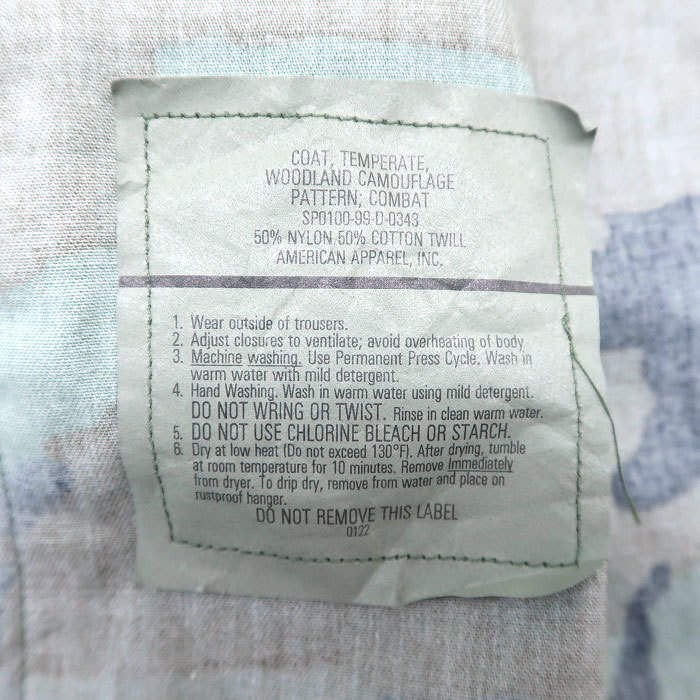 COAT, TEMPERATE,
WOODLAND CAMOUFLAGE
PATTERN; COMBAT
SP0100-99-D-0343
50% NYLON 50% COTTON TWILL
AMERICAN APPAREL, INC.
1. Wear outside of trousers.
2. Adjust closures to ventilate; avoid overheating of body
3. Machine washing. Use Permanent Press Cycle. Wash in
warm water with mild detergent.
4. Hand Washing. Wash in warm water using mild detergent.
DO NOT WRING OR TWIST. Rinse in clean warm water.
5. DO NOT USE CHLORINE BLEACH OR STARCH.
6. Dry at low heat (Do not exceed 130°F). After drying, tumble
at room temperature for 10 minutes. Remove Immediately
from dryer. To drip dry, remove from water and place on
rustproof hanger.
DO NOT REMOVE THIS LABEL
0122